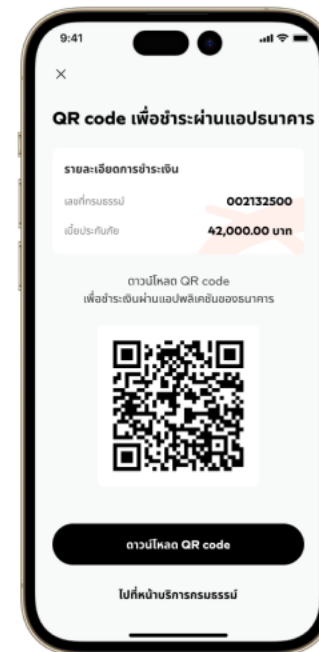 9:41
QR code เพื่อชำระผ่านแอปธนาคาร
รายละเอียดการชำระเงิน
เลขที่กรมธรรม์ 002132500
เบี้ยประกันภัย 42,000.00 บาท
ดาวน์โหลด QR code
เพื่อชำระเงินผ่านแอปพลิเคชันของธนาคาร
ดาวน์โหลด QR code
ไปที่หน้าบริการกรมธรรม์